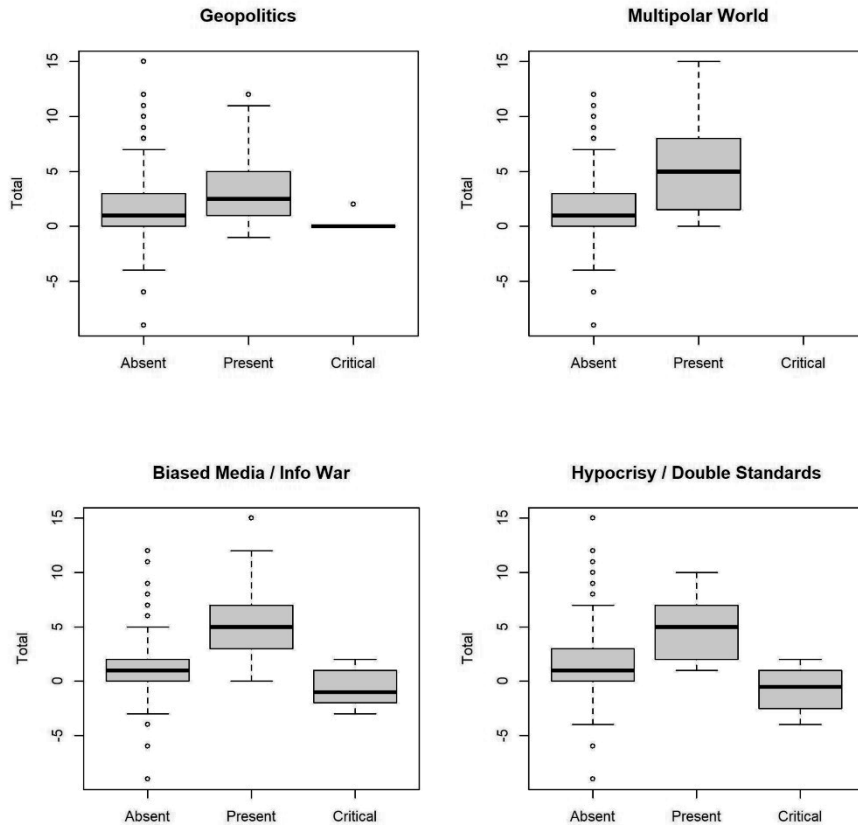 Geopolitics
Total
15
10
5
0
-5
Absent Present Critical
Multipolar World
Total
15
10
5
0
-5
Absent Present Critical
Biased Media / Info War
Total
15
10
5
0
-5
Absent Present Critical
Hypocrisy / Double Standards
Total
15
10
5
0
-5
Absent Present Critical